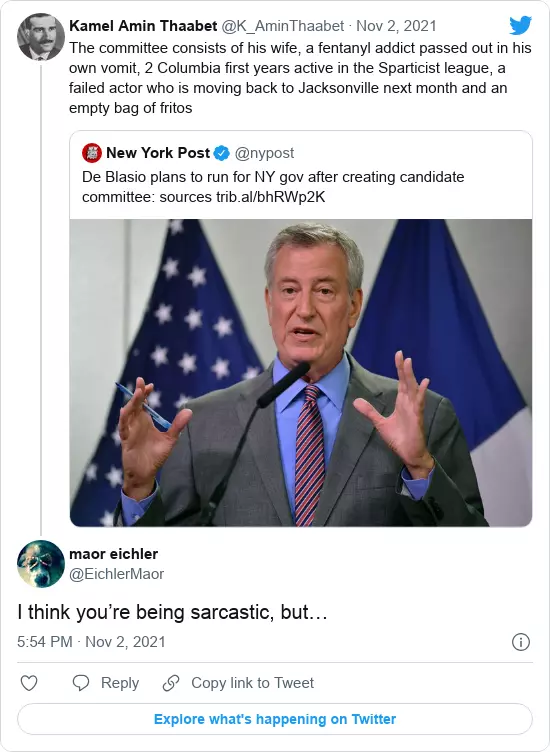 Kamel Amin Thaabet @K_AminThaabet · Nov 2, 2021
The committee consists of his wife, a fentanyl addict passed out in his
own vomit, 2 Columbia first years active in the Sparticist league, a
failed actor who is moving back to Jacksonville next month and an
empty bag of fritos
New York Post @nypost
De Blasio plans to run for NY gov after creating candidate
committee: sources trib.al/bhRWp2K
maor eichler
@EichlerMaor
I think you’re being sarcastic, but…
5:54 PM · Nov 2, 2021
Reply
Copy link to Tweet
Explore what's happening on Twitter